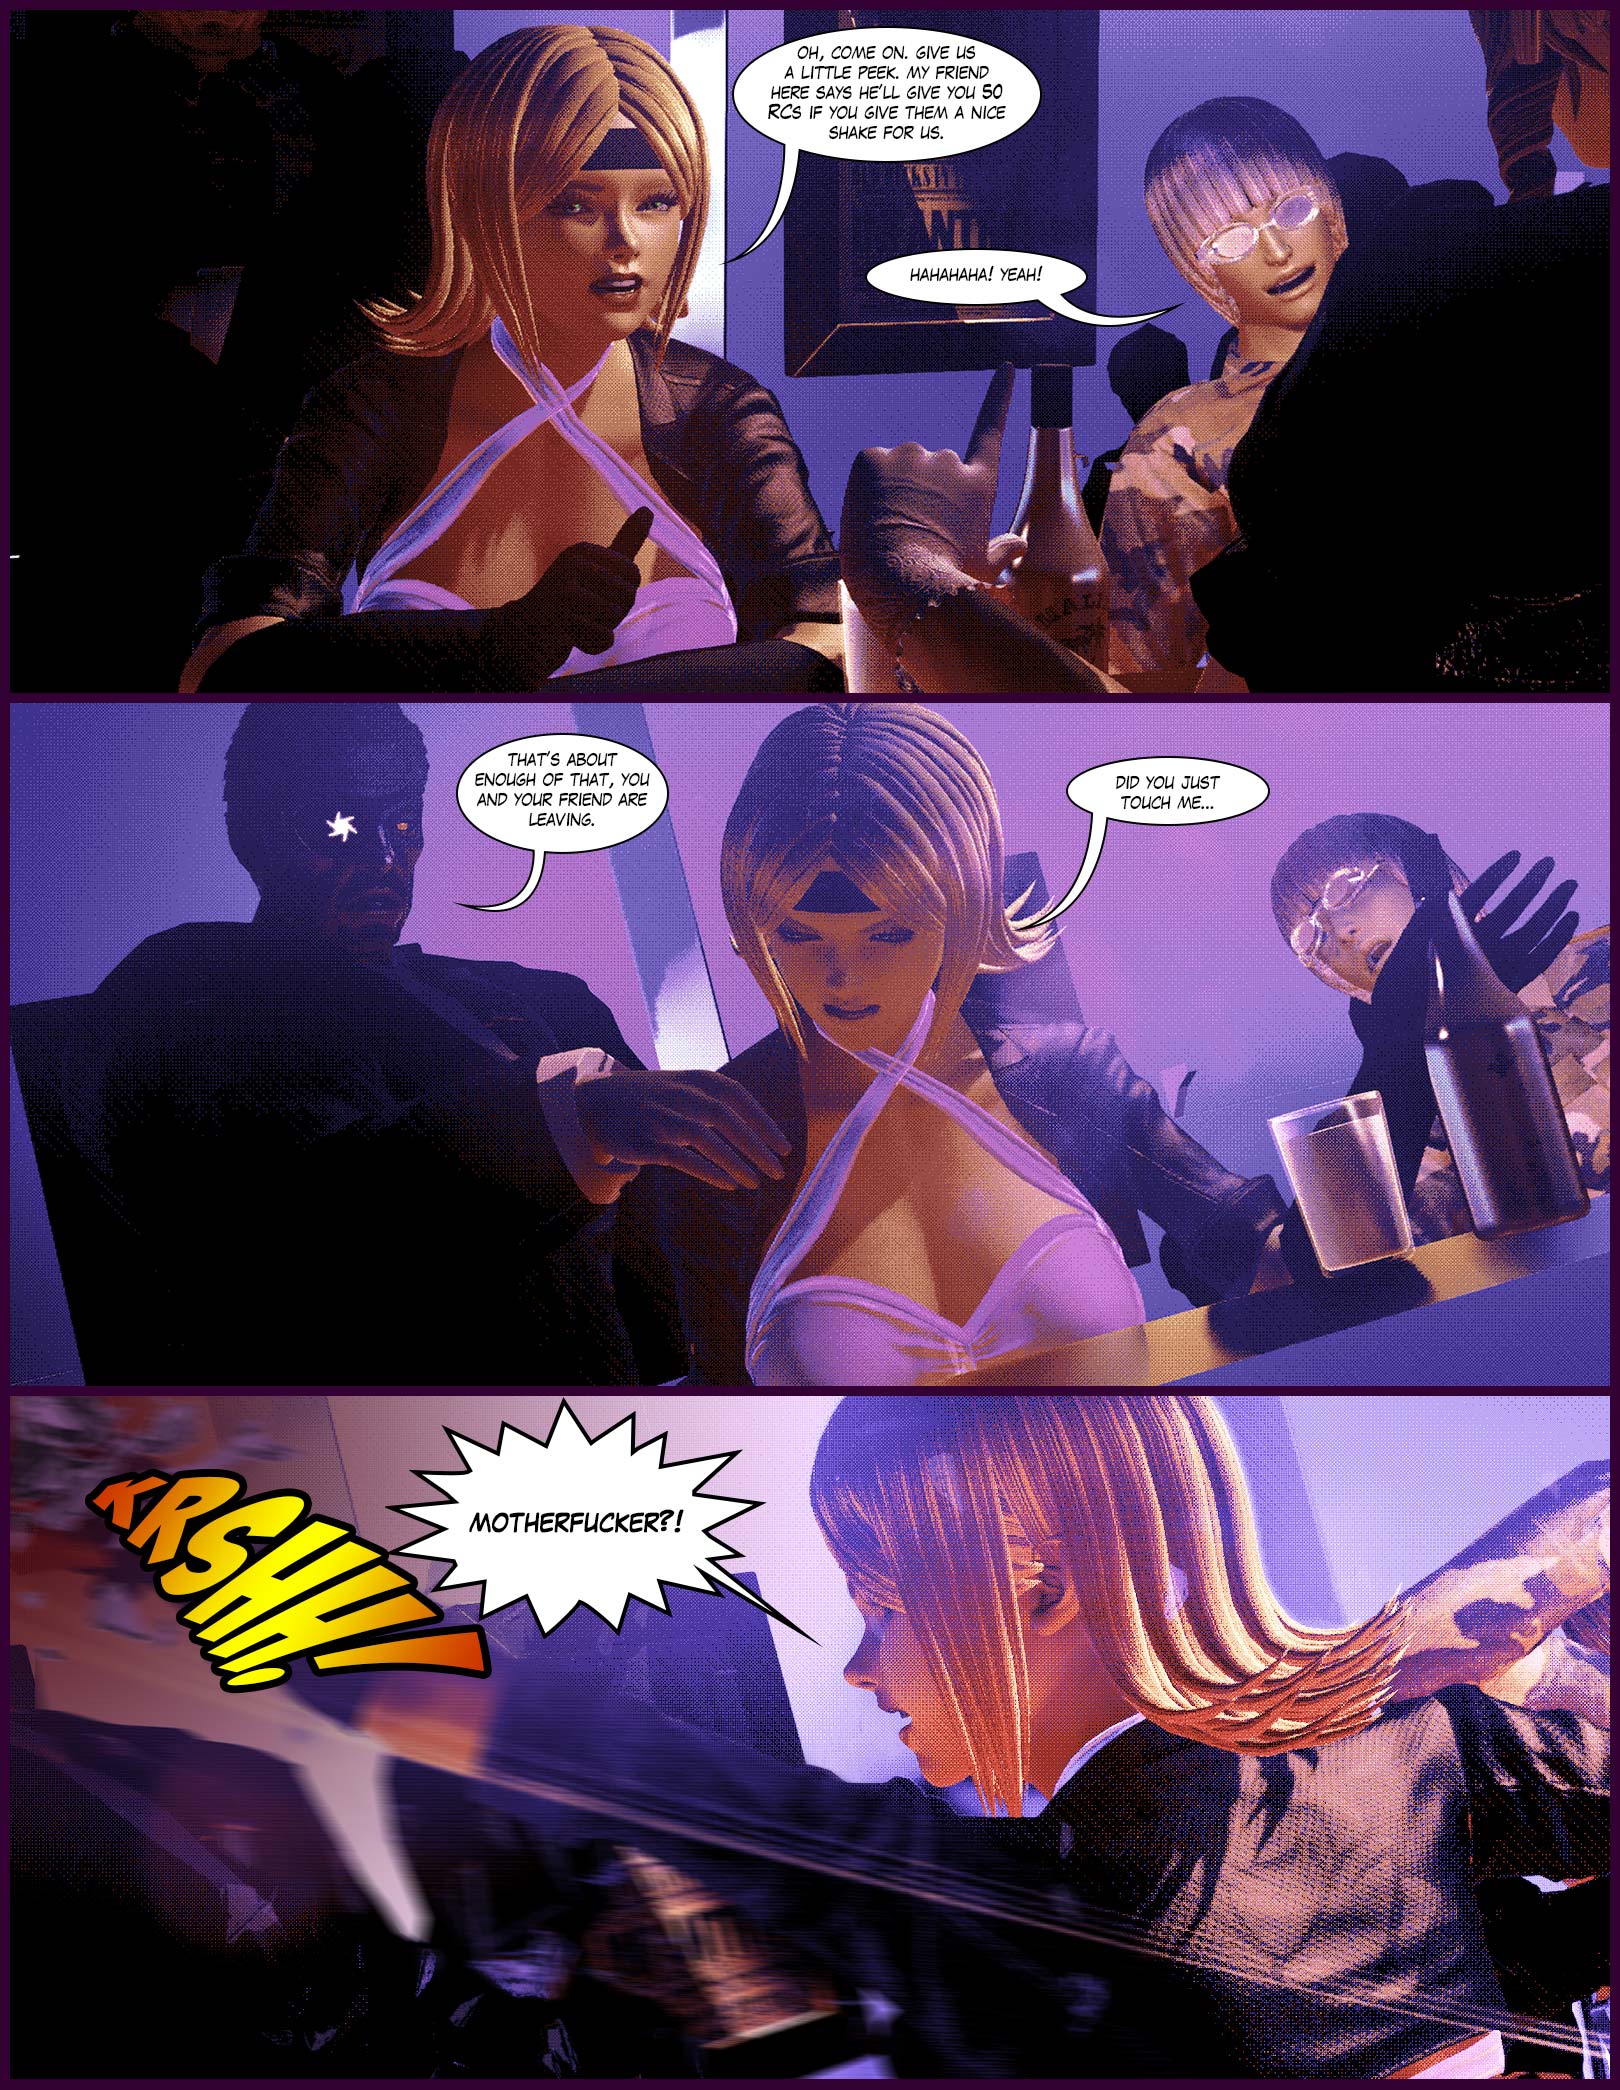 OH, COME ON. GIVE US
A LITTLE PEEK. MY FRIEND
HERE SAYS HE'LL GIVE YOU 50
RCS IF YOU GIVE THEM A NICE
SHAKE FOR US.
HAHAHAHA! YEAH!
THAT'S ABOUT
ENOUGH OF THAT, YOU
AND YOUR FRIEND ARE
LEAVING.
DID YOU JUST
TOUCH ME...
KRSHH!
MOTHERFUCKER?!